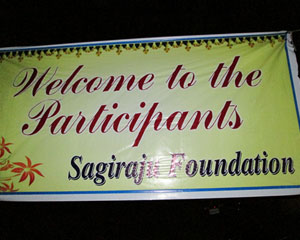 Welcome to the
Participants
Sagiraju Foundation